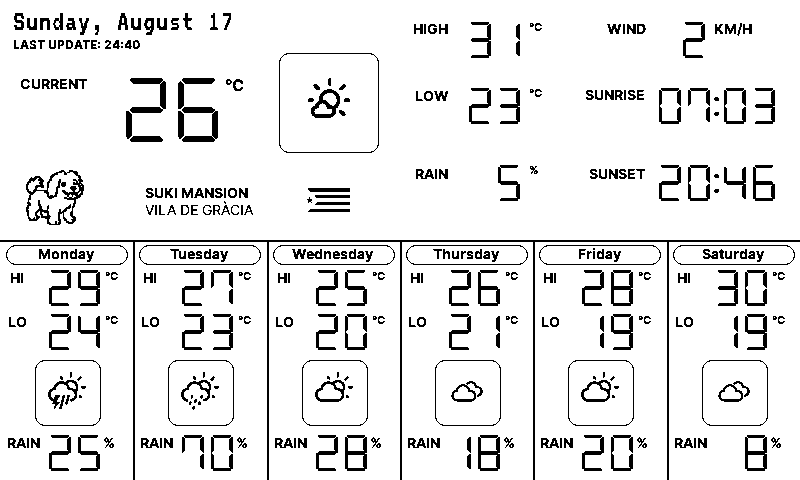 Sunday, August 17
LAST UPDATE: 24:40
CURRENT 26 °C
HIGH 31 °C
LOW 23 °C
RAIN 5 %
WIND 2 KM/H
SUNRISE 07:03
SUNSET 20:46
SUKI MANSION
VILA DE GRÀCIA
Monday
HI 29 °C
LO 24 °C
RAIN 25 %
Tuesday
HI 27 °C
LO 23 °C
RAIN 70 %
Wednesday
HI 25 °C
LO 20 °C
RAIN 28 %
Thursday
HI 26 °C
LO 21 °C
RAIN 18 %
Friday
HI 28 °C
LO 19 °C
RAIN 20 %
Saturday
HI 30 °C
LO 19 °C
RAIN 8 %